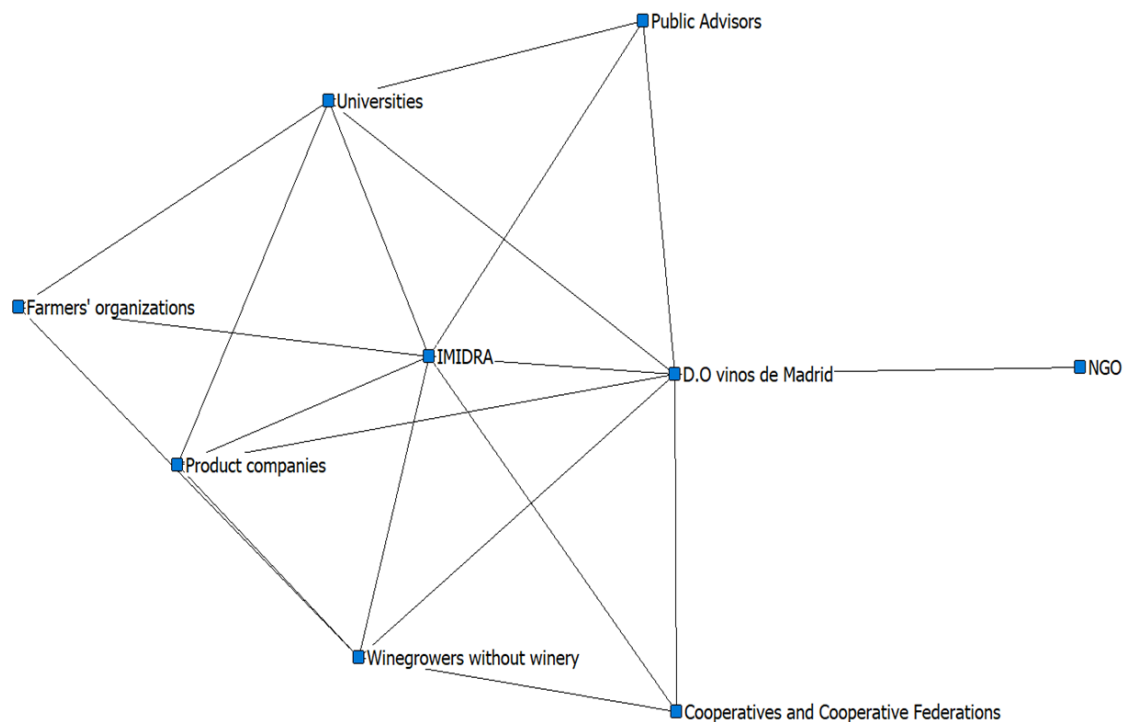 Public Advisors
Universities
Farmers' organizations
IMIDRA
D.O vinos de Madrid
NGO
Product companies
Winegrowers without winery
Cooperatives and Cooperative Federations